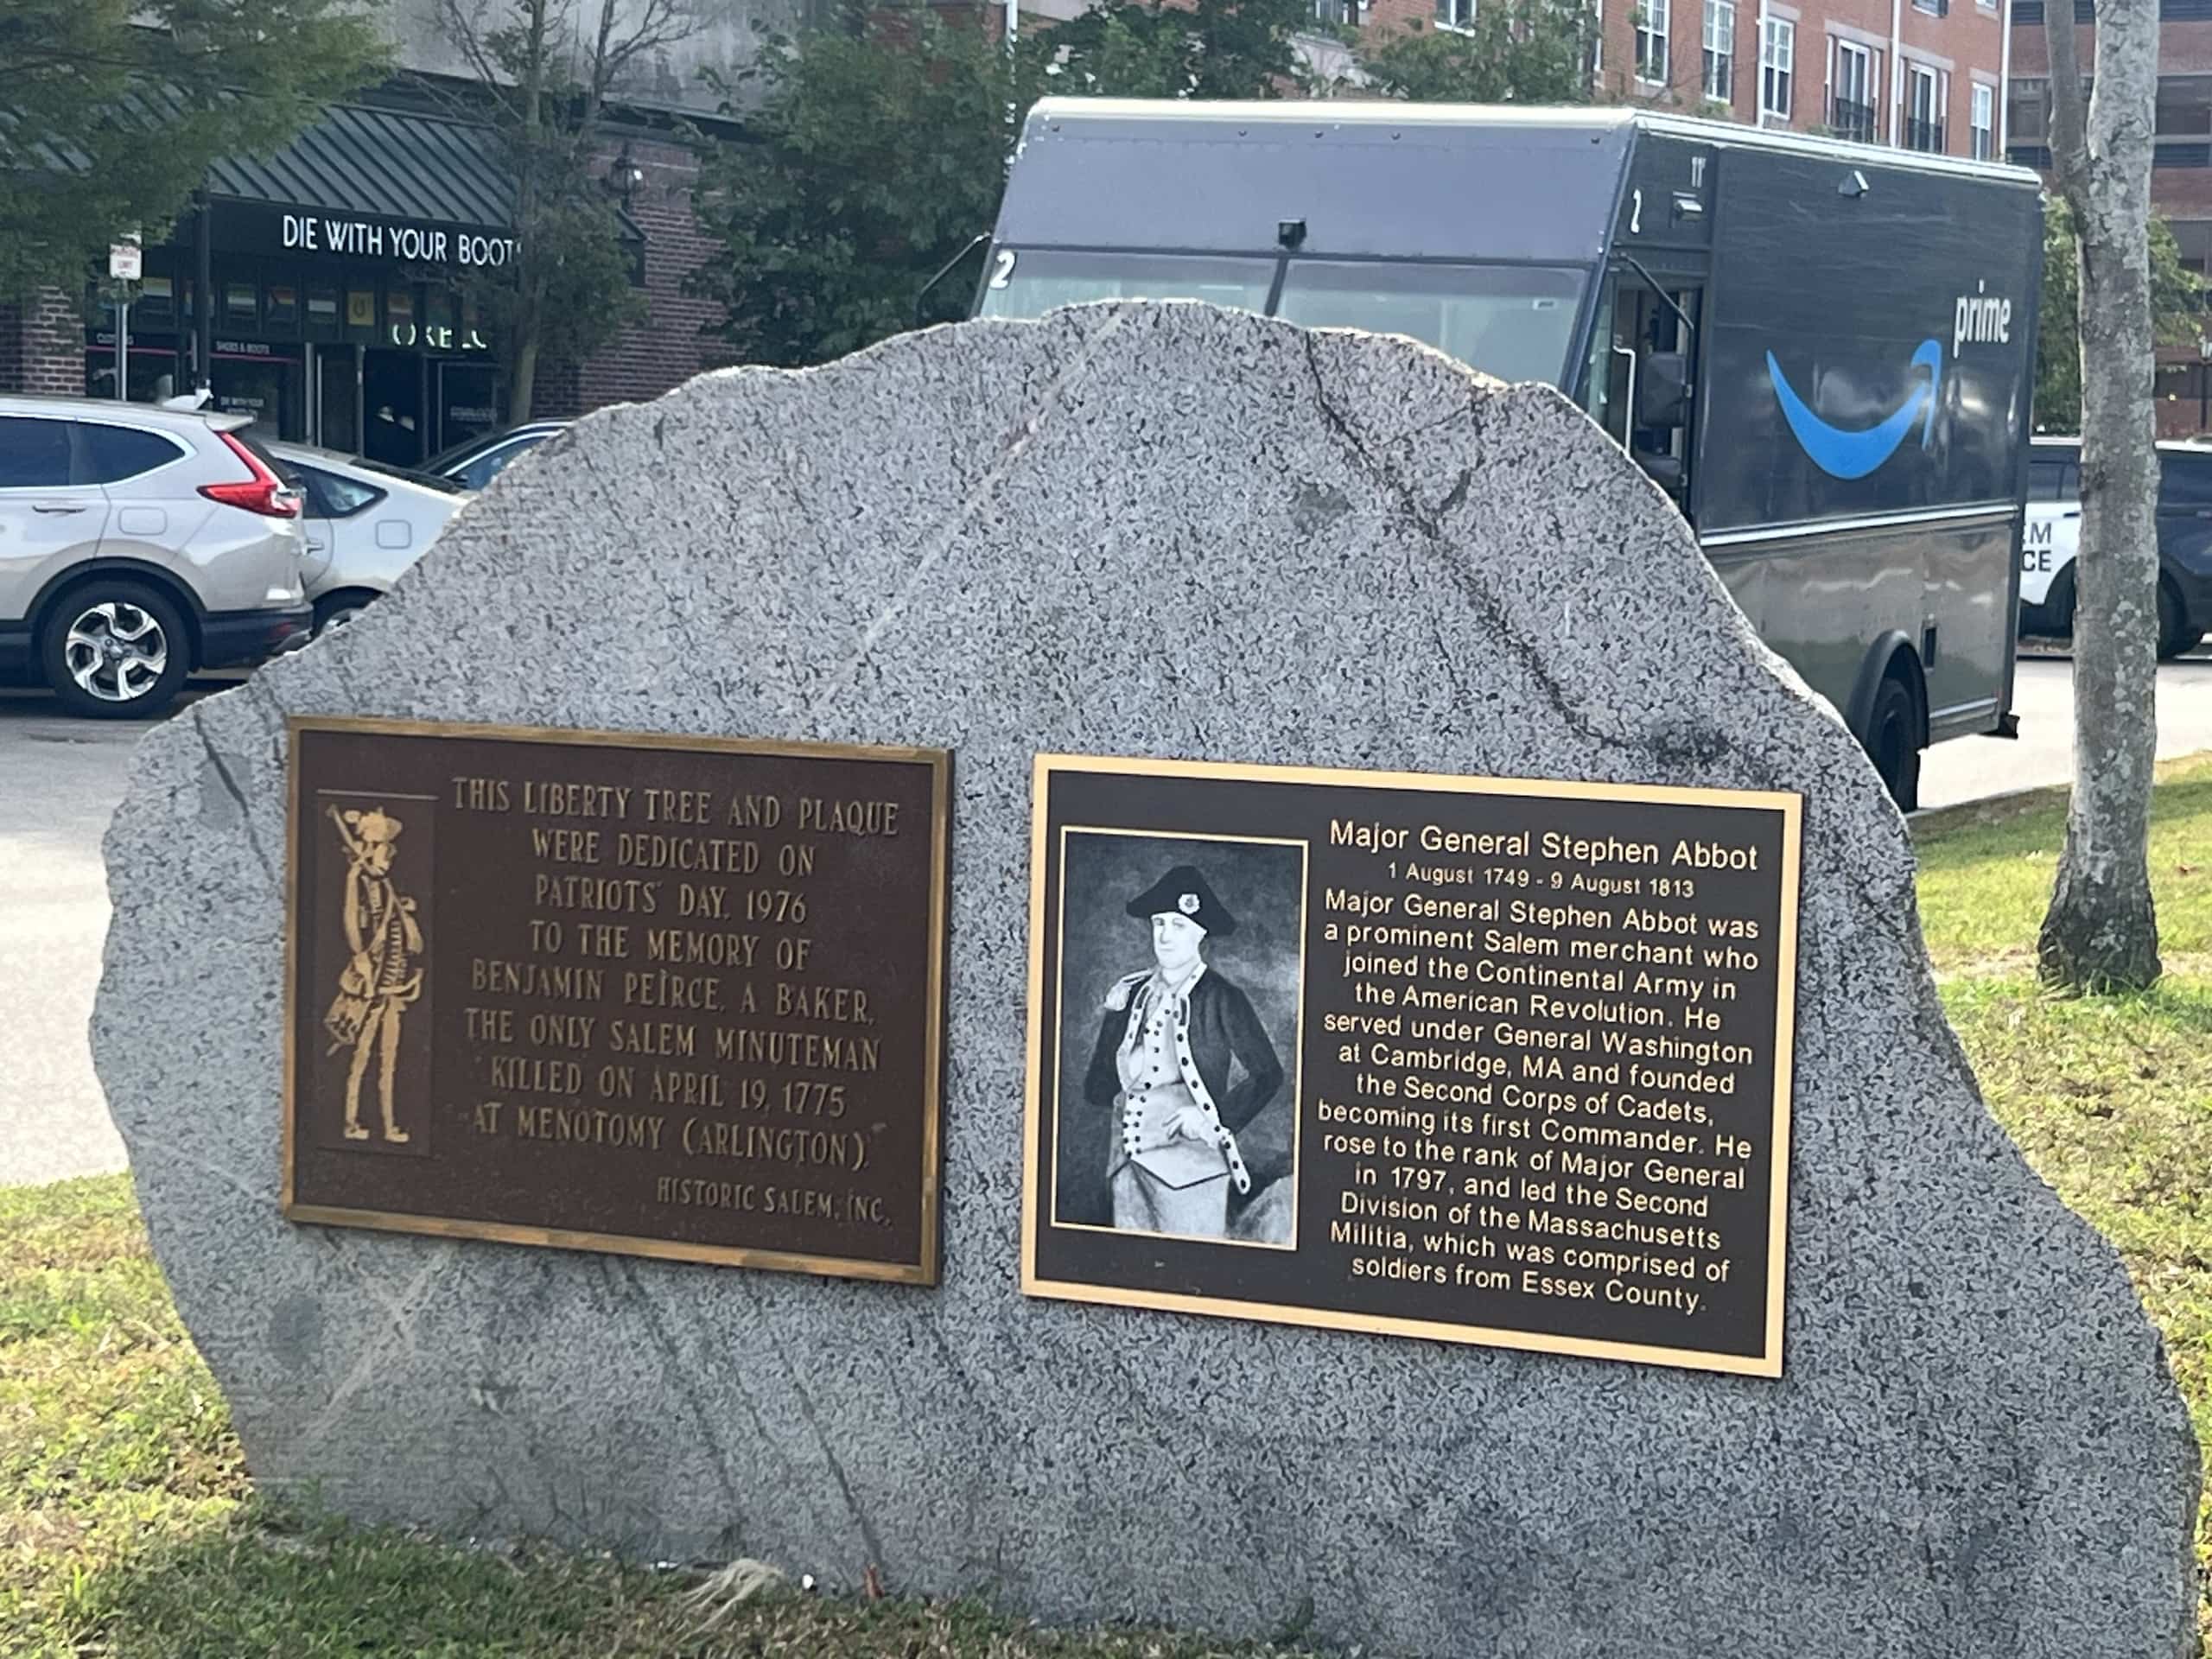 DIE WITH YOUR BOOTS
SHOES & BOOTS
2
2
prime
THIS LIBERTY TREE AND PLAQUE
WERE DEDICATED ON
PATRIOTS' DAY, 1976
TO THE MEMORY OF
BENJAMIN PEIRCE, A BAKER,
THE ONLY SALEM MINUTEMAN
KILLED ON APRIL 19, 1775
AT MENOTOMY (ARLINGTON).
HISTORIC SALEM, INC.
Major General Stephen Abbot
1 August 1749 - 9 August 1813
Major General Stephen Abbot was
a prominent Salem merchant who
joined the Continental Army in
the American Revolution. He
served under General Washington
at Cambridge, MA and founded
the Second Corps of Cadets,
becoming its first Commander. He
rose to the rank of Major General
in 1797, and led the Second
Division of the Massachusetts
Militia, which was comprised of
soldiers from Essex County.